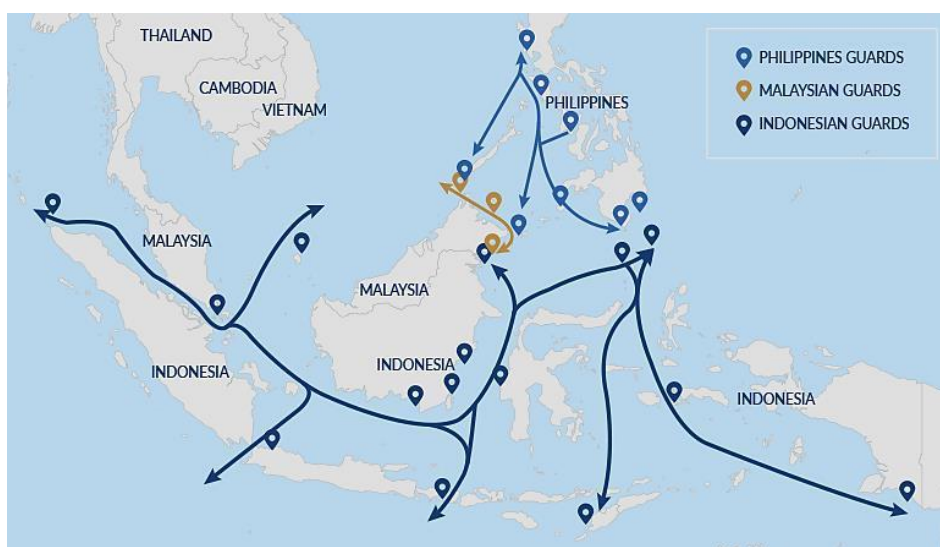 THAILAND
CAMBODIA
VIETNAM
PHILIPPINES
PHILIPPINES GUARDS
MALAYSIAN GUARDS
INDONESIAN GUARDS
MALAYSIA
MALAYSIA
INDONESIA
INDONESIA
INDONESIA